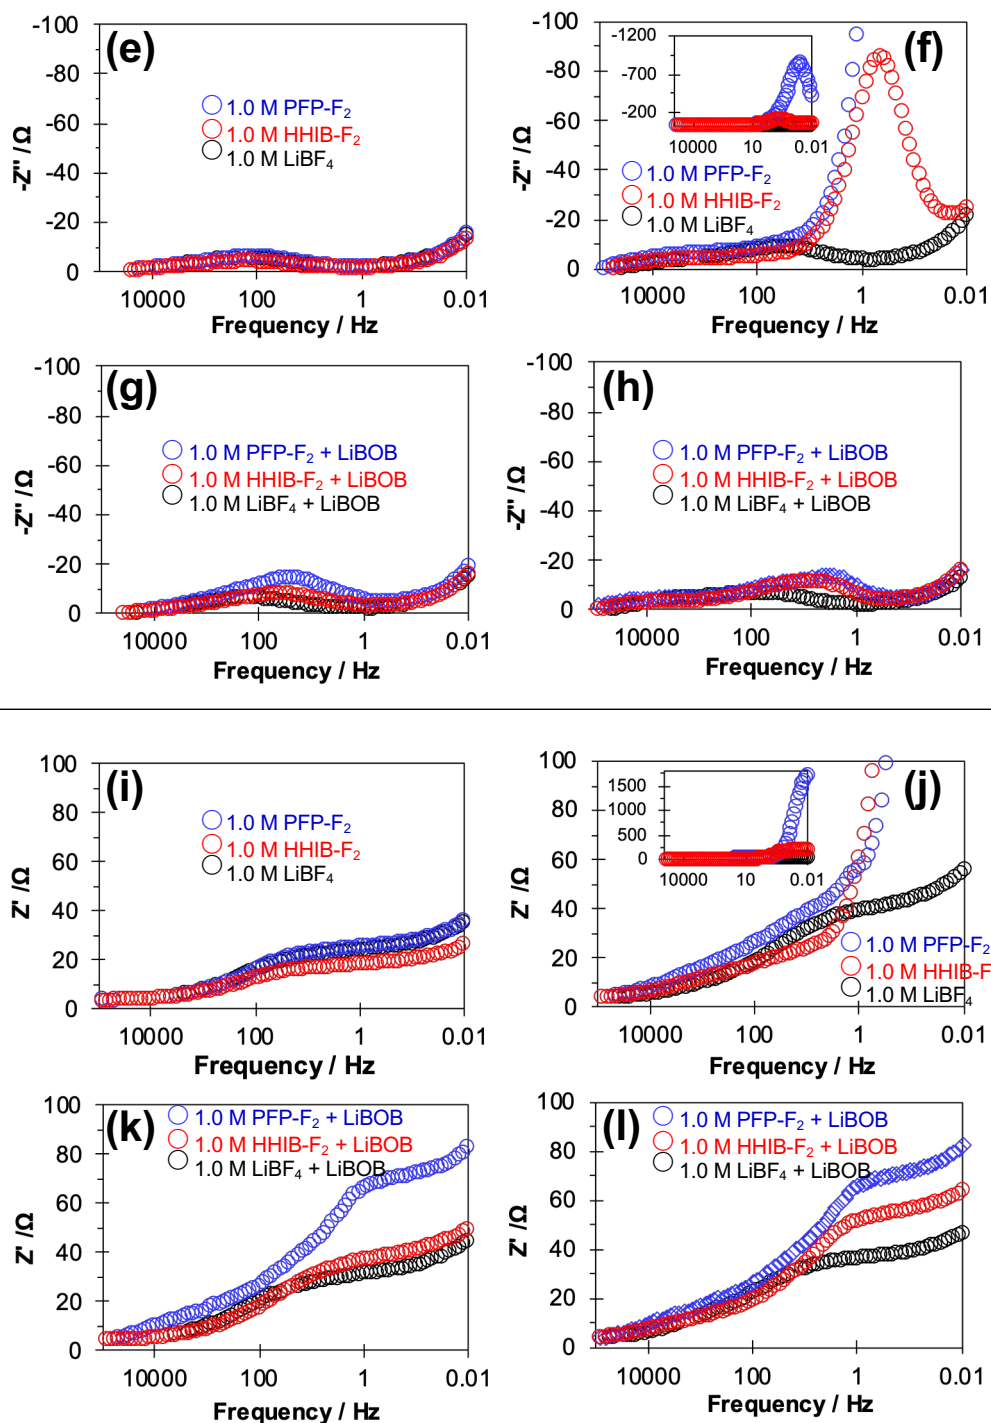 -100
(e)
-80
1.0 M PFP-F2
1.0 M HHIB-F2
1.0 M LiBF4
-60
-Z'' / Ω
-40
-20
0
10000 100 1 0.01
Frequency / Hz
-100
-1200
-700
-200
10000 10 0.01
(f)
-80
-60
-Z'' / Ω
1.0 M PFP-F2
1.0 M HHIB-F2
1.0 M LiBF4
-40
-20
0
10000 100 1 0.01
Frequency / Hz
-100
(g)
-80
1.0 M PFP-F2 + LiBOB
1.0 M HHIB-F2 + LiBOB
1.0 M LiBF4 + LiBOB
-60
-Z'' / Ω
-40
-20
0
10000 100 1 0.01
Frequency / Hz
-100
(h)
-80
1.0 M PFP-F2 + LiBOB
1.0 M HHIB-F2 + LiBOB
1.0 M LiBF4 + LiBOB
-60
-Z'' / Ω
-40
-20
0
10000 100 1 0.01
Frequency / Hz
100
(i)
80
1.0 M PFP-F2
1.0 M HHIB-F2
1.0 M LiBF4
60
Z' /Ω
40
20
0
10000 100 1 0.01
Frequency / Hz
100
1500
1000
500
0
10000 10 0.01
(j)
80
60
Z' /Ω
40
1.0 M PFP-F2
1.0 M HHIB-F
1.0 M LiBF4
20
0
10000 100 1 0.01
Frequency / Hz
100
(k)
1.0 M PFP-F2 + LiBOB
1.0 M HHIB-F2 + LiBOB
1.0 M LiBF4 + LiBOB
80
60
Z' /Ω
40
20
0
10000 100 1 0.01
Frequency / Hz
100
(l)
1.0 M PFP-F2 + LiBOB
1.0 M HHIB-F2 + LiBOB
1.0 M LiBF4 + LiBOB
80
60
Z' /Ω
40
20
0
10000 100 1 0.01
Frequency / Hz